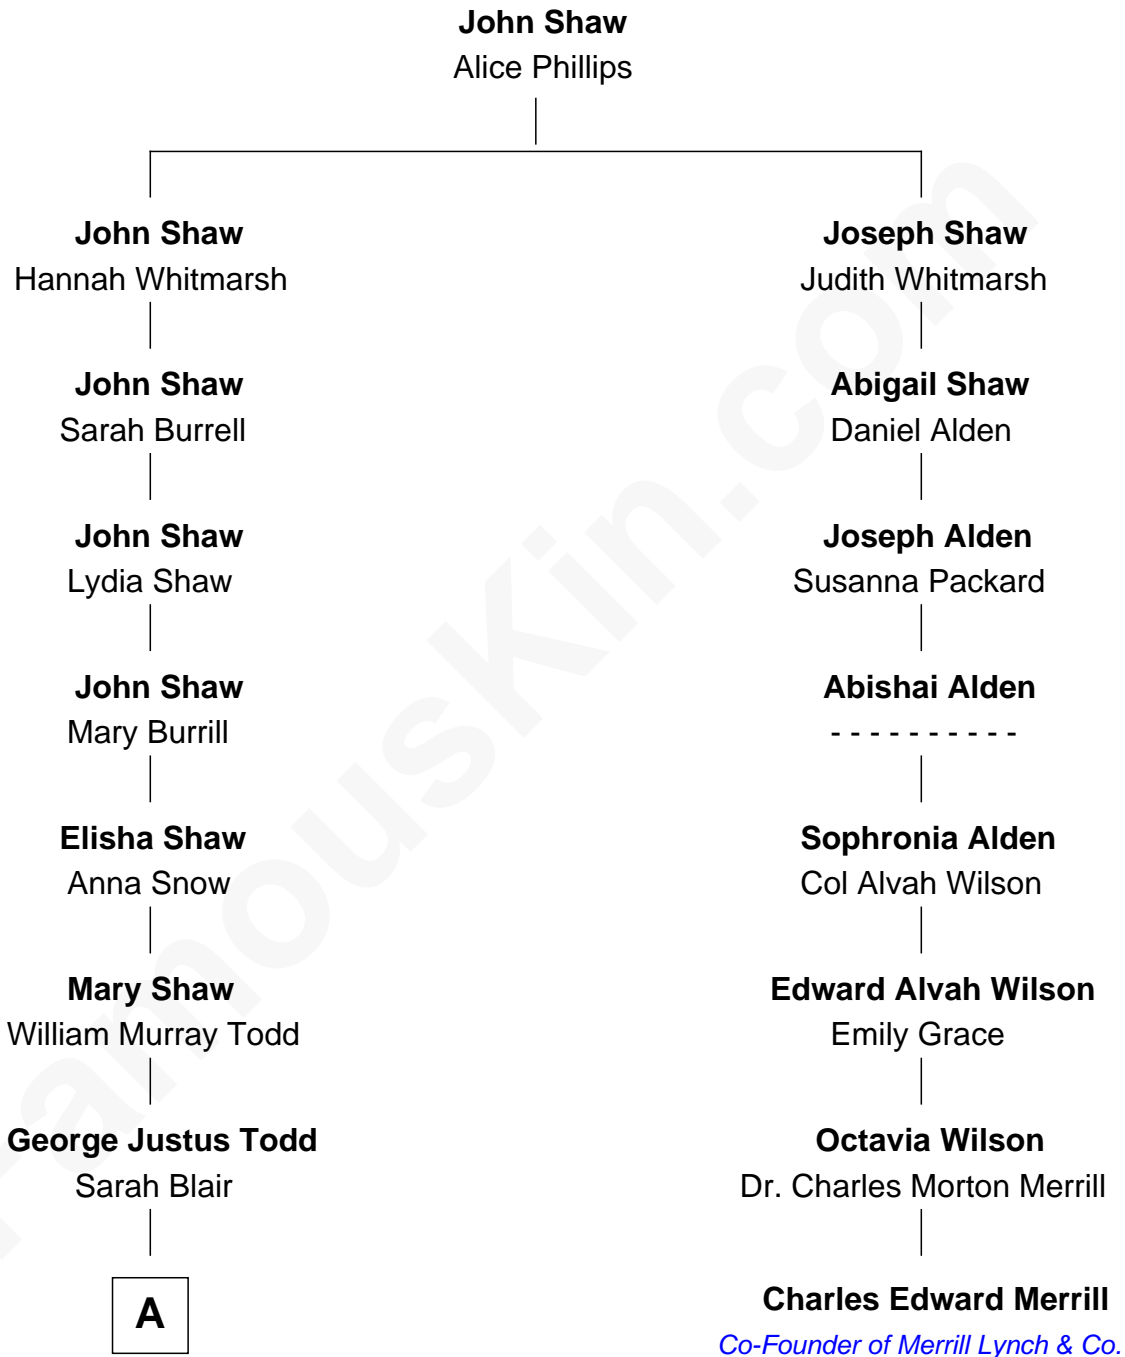 John Shaw
Alice Phillips
John Shaw
Hannah Whitmarsh
Joseph Shaw
Judith Whitmarsh
John Shaw
Sarah Burrell
Abigail Shaw
Daniel Alden
John Shaw
Lydia Shaw
Joseph Alden
Susanna Packard
John Shaw
Mary Burrill
Abishai Alden
- - - - - - - - - -
Elisha Shaw
Anna Snow
Sophronia Alden
Col Alvah Wilson
Mary Shaw
William Murray Todd
Edward Alvah Wilson
Emily Grace
George Justus Todd
Sarah Blair
Octavia Wilson
Dr. Charles Morton Merrill
A
Charles Edward Merrill
Co-Founder of Merrill Lynch & Co.
FamousKin.com